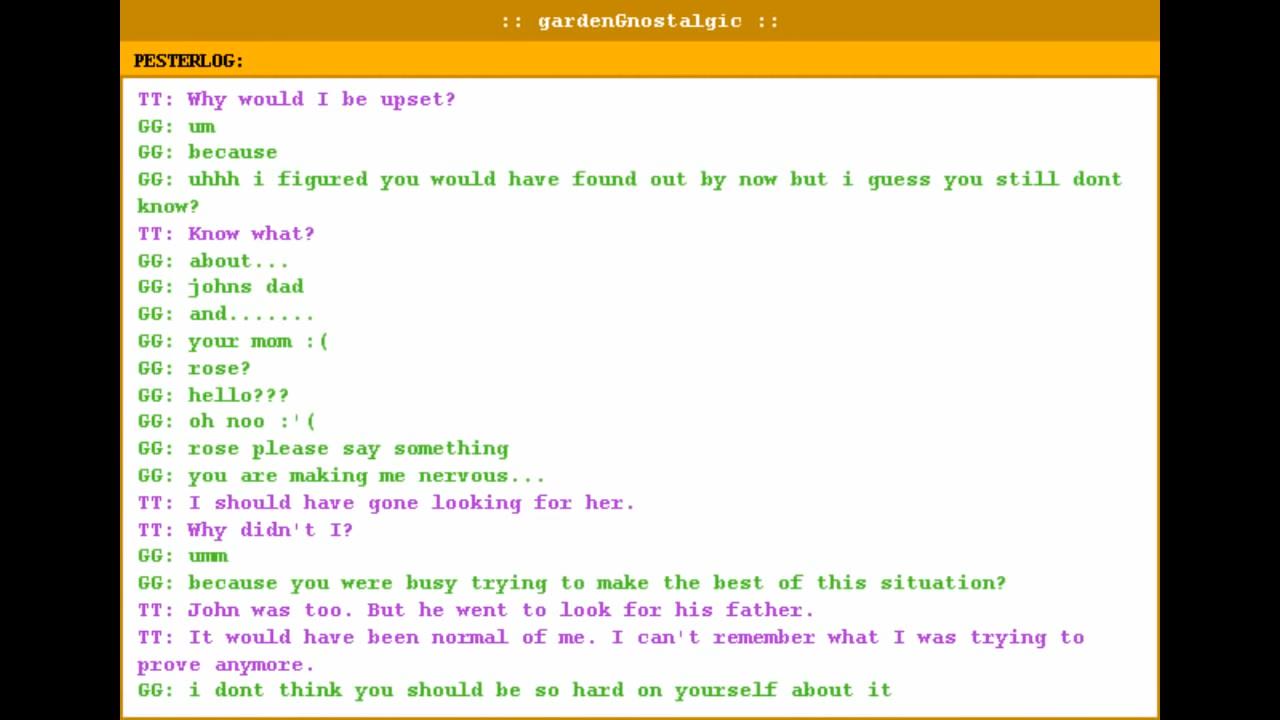 :: gardenGnostalgic ::
PESTERLOG:
TT: Why would I be upset?
GG: um
GG: because
GG: uhhh i figured you would have found out by now but i guess you still dont
know?
TT: Know what?
GG: about...
GG: johns dad
GG: and.......
GG: your mom :(
GG: rose?
GG: hello???
GG: oh noo :'(
GG: rose please say something
GG: you are making me nervous...
TT: I should have gone looking for her.
TT: Why didn't I?
GG: umm
GG: because you were busy trying to make the best of this situation?
TT: John was too. But he went to look for his father.
TT: It would have been normal of me. I can't remember what I was trying to
prove anymore.
GG: i dont think you should be so hard on yourself about it